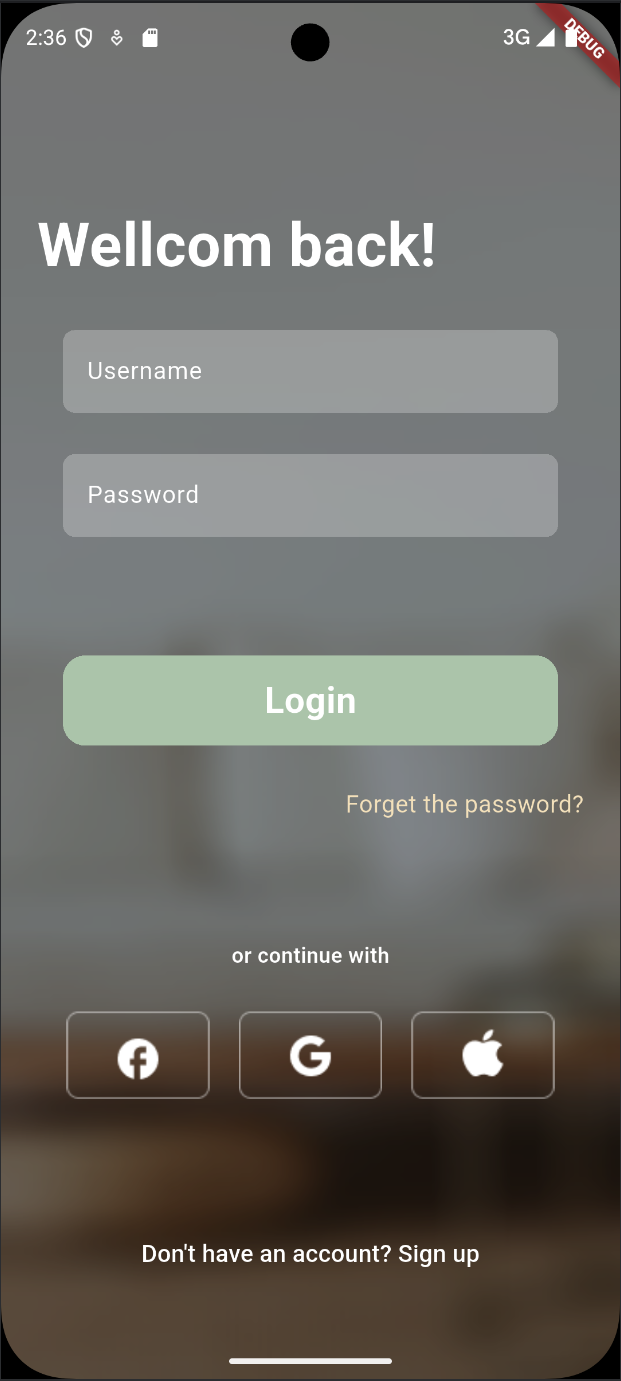 2:36
3G
DEBUG
Wellcom back!
Username
Password
Login
Forget the password?
or continue with
Don't have an account? Sign up